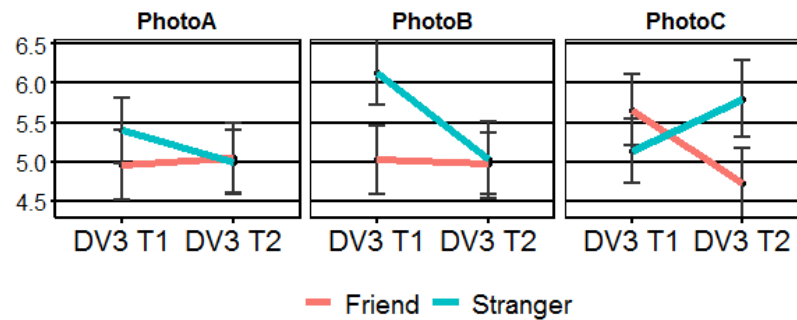 PhotoA PhotoB PhotoC
6.5
6.0
5.5
5.0
4.5
DV3 T1 DV3 T2 DV3 T1 DV3 T2 DV3 T1 DV3 T2
Friend Stranger